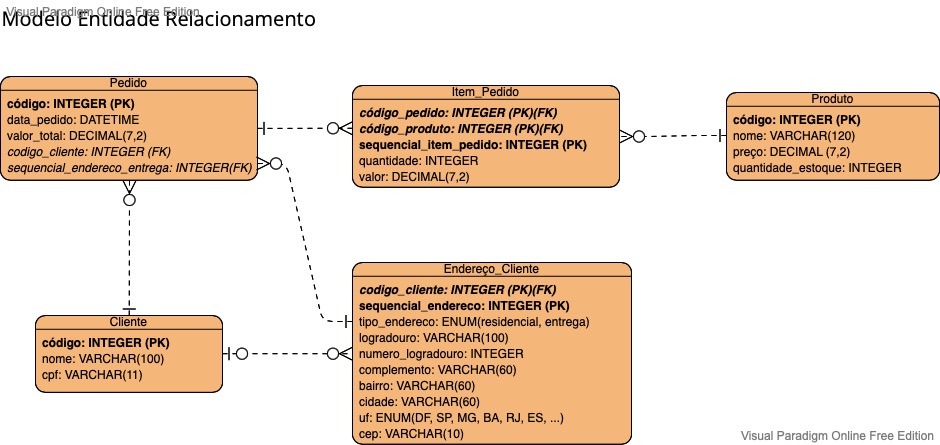 Visual Paradigm Online Free Edition
Modelo Entidade Relacionamento
Pedido
código: INTEGER (PK)
data_pedido: DATETIME
valor_total: DECIMAL(7,2)
codigo_cliente: INTEGER (FK)
sequencial_endereco_entrega: INTEGER(FK)
Item_Pedido
código_pedido: INTEGER (PK)(FK)
código_produto: INTEGER (PK)(FK)
sequencial_item_pedido: INTEGER (PK)
quantidade: INTEGER
valor: DECIMAL(7,2)
Produto
código: INTEGER (PK)
nome: VARCHAR(120)
preço: DECIMAL (7,2)
quantidade_estoque: INTEGER
Cliente
código: INTEGER (PK)
nome: VARCHAR(100)
cpf: VARCHAR(11)
Endereço_Cliente
codigo_cliente: INTEGER (PK)(FK)
sequencial_endereco: INTEGER (PK)
tipo_endereco: ENUM(residencial, entrega)
logradouro: VARCHAR(100)
numero_logradouro: INTEGER
complemento: VARCHAR(60)
bairro: VARCHAR(60)
cidade: VARCHAR(60)
uf: ENUM(DF, SP, MG, BA, RJ, ES, ...)
cep: VARCHAR(10)
Visual Paradigm Online Free Edition